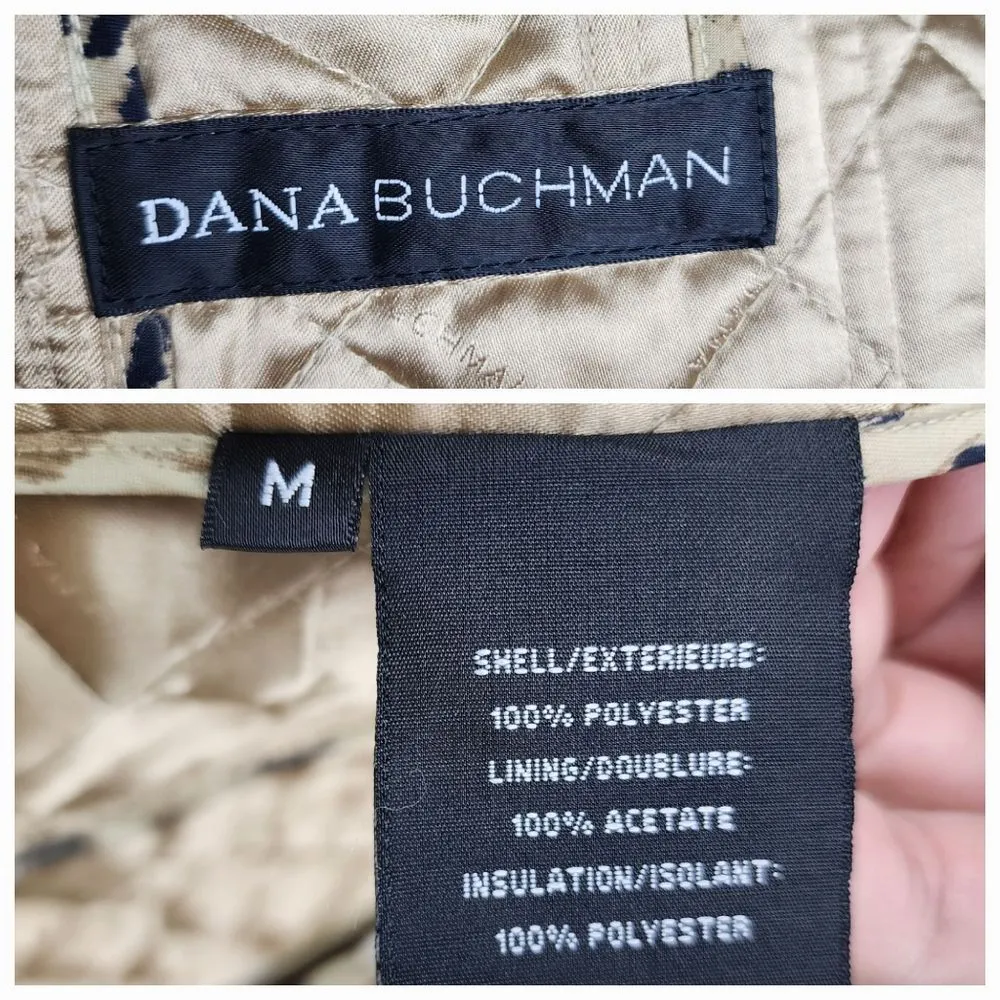 DANA BUCHMAN
M
SHELL/EXTERIEURE:
100% POLYESTER
LINING/DOUBLURE:
100% ACETATE
INSULATION/ISOLANT:
100% POLYESTER